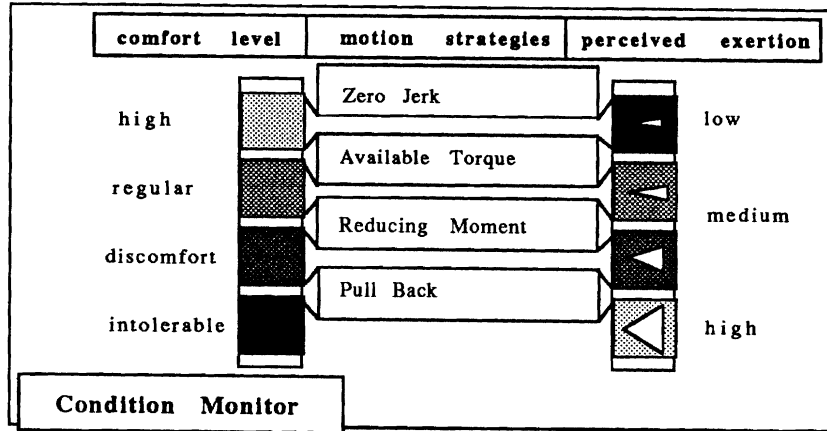 comfort level motion strategies perceived exertion
Zero Jerk
high low
Available Torque
regular
medium
Reducing Moment
discomfort
Pull Back
intolerable high
Condition Monitor